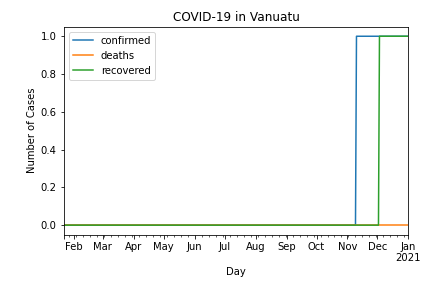 COVID-19 in Vanuatu
confirmed
deaths
recovered
Number of Cases
1.0
0.8
0.6
0.4
0.2
0.0
Feb Mar Apr May Jun Jul Aug Sep Oct Nov Dec Jan
2021
Day